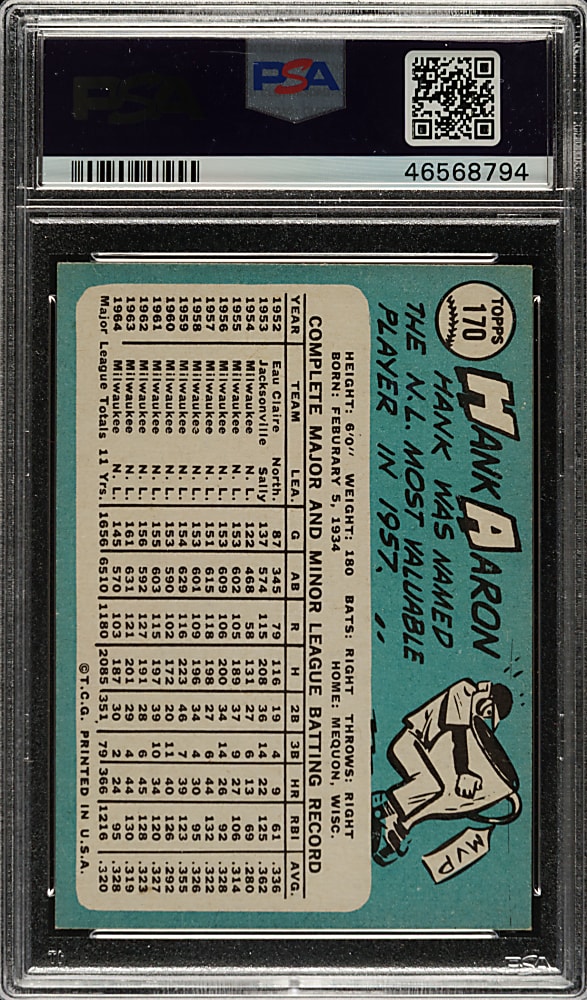 PSA
PSA
46568794
TOPPS
170
HANK AARON
HANK WAS NAMED
THE N.L. MOST VALUABLE
PLAYER IN 1957.
MVP
HEIGHT: 6'0" WEIGHT: 180 BATS: RIGHT THROWS: RIGHT
BORN: FEBURARY 5, 1934 HOME: MEQUON, WISC.
COMPLETE MAJOR AND MINOR LEAGUE BATTING RECORD
YEAR TEAM LEA. G AB R H 2B 3B HR RBI AVG.
1952 Eau Claire North. 87 345 79 116 19 4 9 61 .336
1953 Jacksonville Sally 137 574 115 208 36 14 22 125 .362
1954 Milwaukee N. L. 122 468 58 131 27 6 13 69 .280
1955 Milwaukee N. L. 153 602 105 189 37 9 27 106 .314
1956 Milwaukee N. L. 153 609 106 200 34 14 26 92 .328
1957 Milwaukee N. L. 151 615 118 198 27 6 44 132 .322
1958 Milwaukee N. L. 153 601 109 196 34 4 30 95 .326
1959 Milwaukee N. L. 154 629 116 223 46 7 39 123 .355
1960 Milwaukee N. L. 153 590 102 172 20 11 40 126 .292
1961 Milwaukee N. L. 155 603 115 197 39 10 34 120 .327
1962 Milwaukee N. L. 156 592 127 191 28 6 45 128 .323
1963 Milwaukee N. L. 161 631 121 201 29 4 44 130 .319
1964 Milwaukee N. L. 145 570 103 187 30 2 24 95 .328
Major League Totals 11 Yrs. 1656 6510 1180 2085 351 79 366 1216 .320
©T.C.G. PRINTED IN U.S.A.
PSA